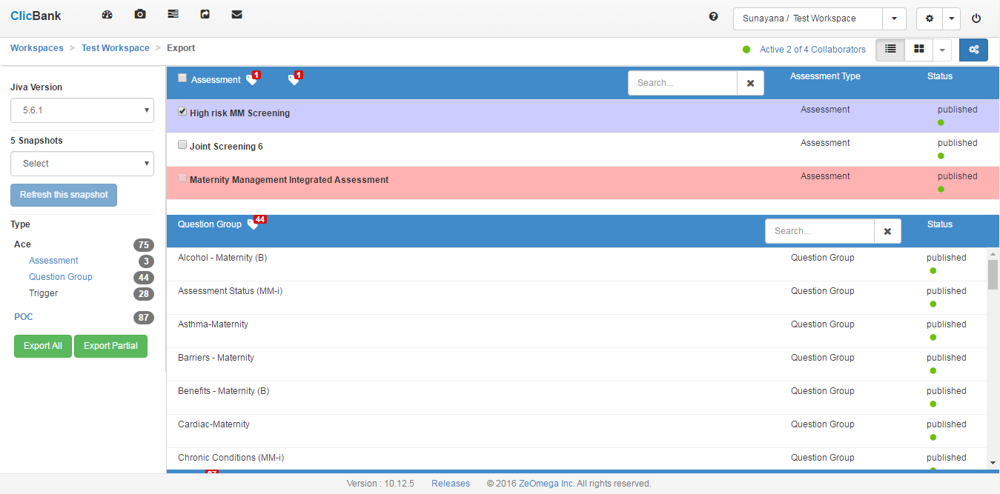 ClicBank
Sunayana / Test Workspace
Workspaces > Test Workspace > Export
Active 2 of 4 Collaborators
Jiva Version
5.6.1
5 Snapshots
Select
Refresh this snapshot
Type
Ace 75
Assessment 3
Question Group 44
Trigger 28
POC 87
Export All
Export Partial
Assessment 1 1 Search... Assessment Type Status
High risk MM Screening Assessment published
Joint Screening 6 Assessment published
Maternity Management Integrated Assessment Assessment published
Question Group 44 Search... Status
Alcohol - Maternity (B) Question Group published
Assessment Status (MM-i) Question Group published
Asthma-Maternity Question Group published
Barriers - Maternity Question Group published
Benefits - Maternity (B) Question Group published
Cardiac-Maternity Question Group published
Chronic Conditions (MM-i) Question Group published
87
Version : 10.12.5 Releases © 2016 ZeOmega Inc. All rights reserved.